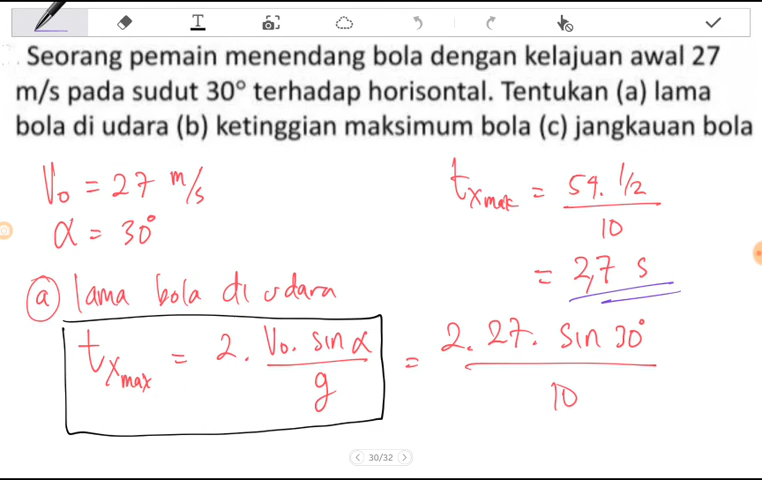 T
Seorang pemain menendang bola dengan kelajuan awal 27
m/s pada sudut 30° terhadap horisontal. Tentukan (a) lama
bola di udara (b) ketinggian maksimum bola (c) jangkauan bola
V₀ = 27 m/s
α = 30°
(a) lama bola di udara
t_xmax = 2. V₀. sin α / g = 2. 27. sin 30° / 10
t_xmax = 54. 1/2 / 10
= 2,7 s
30/32